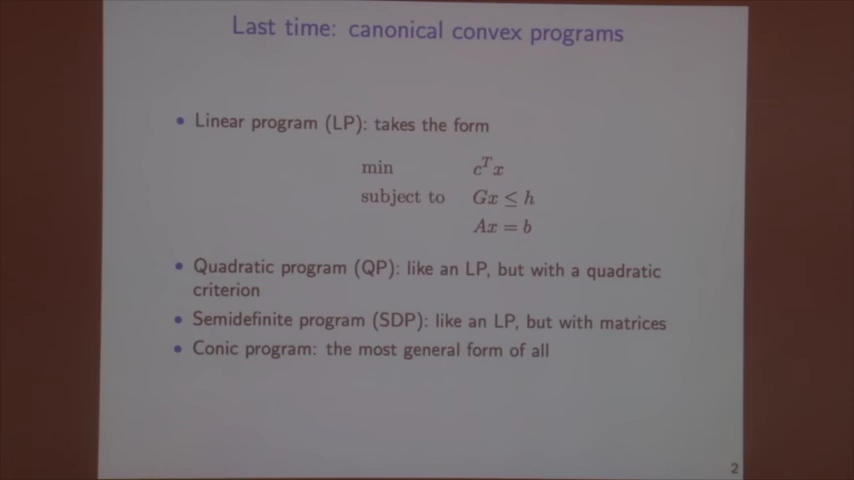 Last time: canonical convex programs
• Linear program (LP): takes the form
min c^T x
subject to Gx ≤ h
Ax = b
• Quadratic program (QP): like an LP, but with a quadratic
criterion
• Semidefinite program (SDP): like an LP, but with matrices
• Conic program: the most general form of all
2